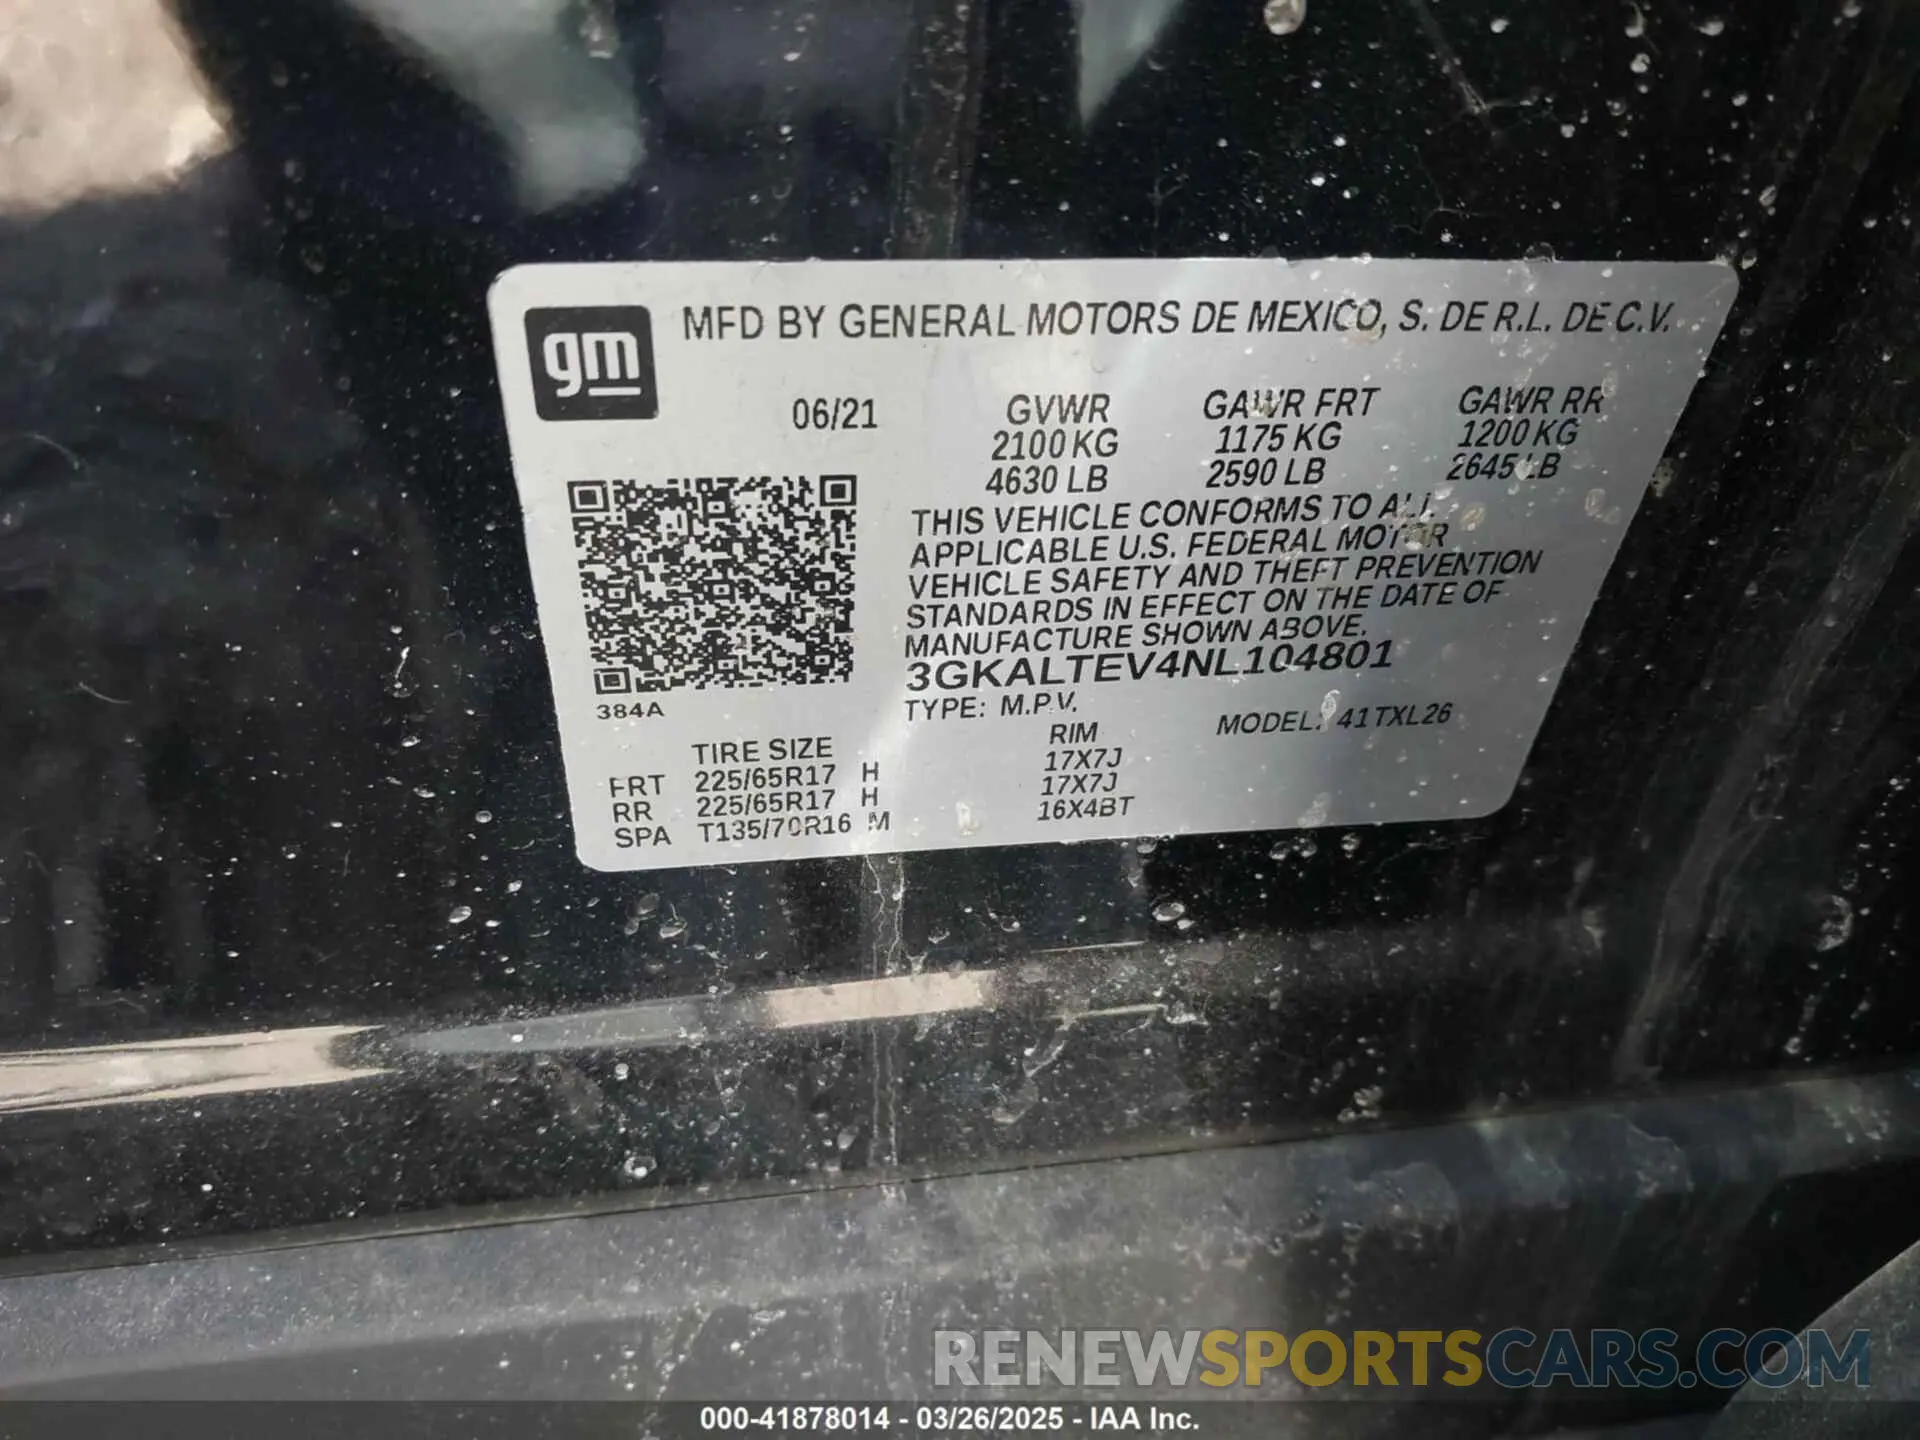 gm
MFD BY GENERAL MOTORS DE MEXICO, S. DE R.L. DE C.V.
06/21 GVWR GAWR FRT GAWR RR
2100 KG 1175 KG 1200 KG
4630 LB 2590 LB 2645 LB
THIS VEHICLE CONFORMS TO ALL
APPLICABLE U.S. FEDERAL MOTOR
VEHICLE SAFETY AND THEFT PREVENTION
STANDARDS IN EFFECT ON THE DATE OF
MANUFACTURE SHOWN ABOVE.
3GKALTEV4NL104801
384A
TYPE: M.P.V. MODEL: 41TXL26
TIRE SIZE RIM
FRT 225/65R17 H 17X7J
RR 225/65R17 H 17X7J
SPA T135/70R16 M 16X4BT
RENEWSPORTSCARS.COM
000-41878014 - 03/26/2025 - IAA Inc.